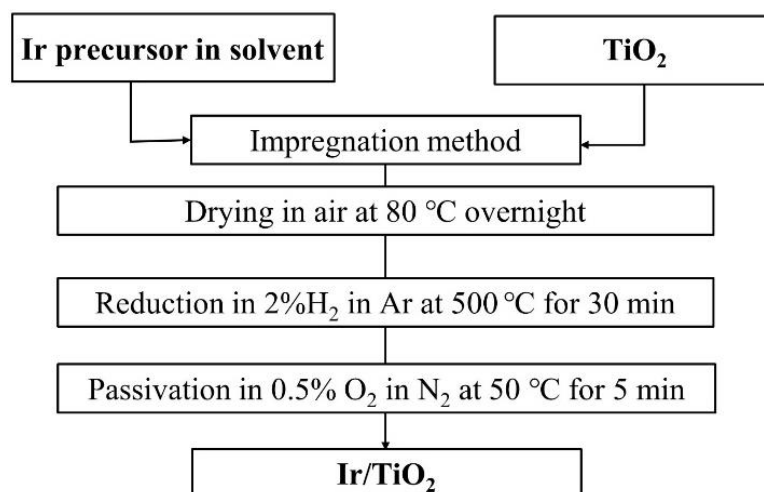 Ir precursor in solvent
TiO₂
Impregnation method
Drying in air at 80 °C overnight
Reduction in 2%H₂ in Ar at 500 °C for 30 min
Passivation in 0.5% O₂ in N₂ at 50 °C for 5 min
Ir/TiO₂